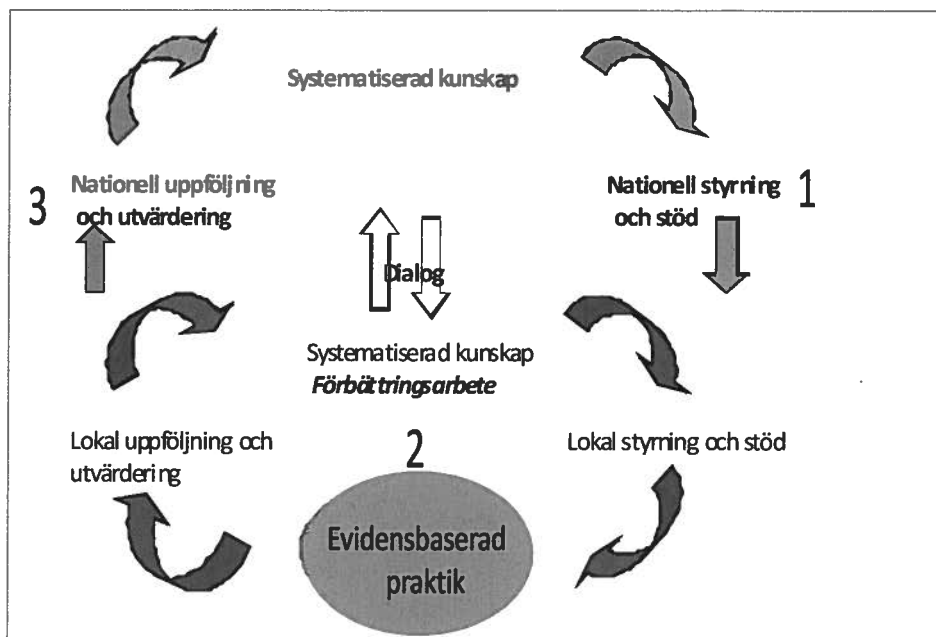 Systematiserad kunskap
3
Nationell uppföljning
och utvärdering
Nationell styrning
och stöd
1
Dialog
Systematiserad kunskap
Förbättringsarbete
Lokal uppföljning och
utvärdering
2
Lokal styrning och stöd
Evidensbaserad
praktik